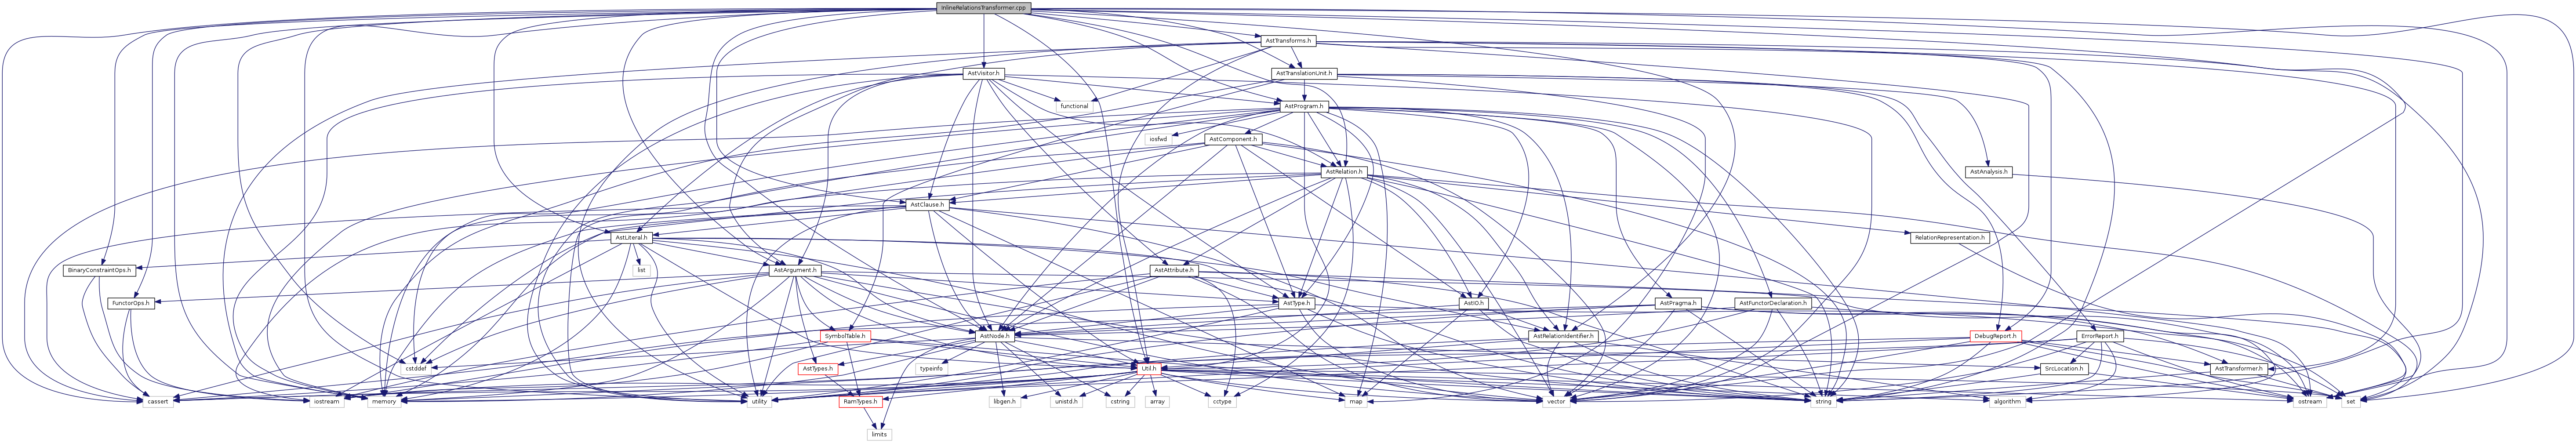 InlineRelationsTransformer.cpp
AstTransforms.h
AstVisitor.h
AstTranslationUnit.h
functional
AstProgram.h
iosfwd
AstComponent.h
AstRelation.h
AstAnalysis.h
AstClause.h
AstLiteral.h
RelationRepresentation.h
BinaryConstraintOps.h
list
AstArgument.h
AstAttribute.h
FunctorOps.h
AstType.h
AstIO.h
AstPragma.h
AstFunctorDeclaration.h
SymbolTable.h
AstNode.h
AstRelationIdentifier.h
DebugReport.h
ErrorReport.h
cstddef
AstTypes.h
typeinfo
Util.h
SrcLocation.h
AstTransformer.h
cassert
iostream
memory
utility
RamTypes.h
libgen.h
unistd.h
cstring
array
cctype
map
vector
string
algorithm
ostream
set
limits